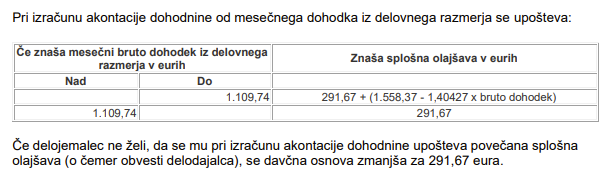 Pri izračunu akontacije dohodnine od mesečnega dohodka iz delovnega razmerja se upošteva:
Če znaša mesečni bruto dohodek iz delovnega razmerja v eurih
Znaša splošna olajšava v eurih
Nad Do
1.109,74 291,67 + (1.558,37 - 1,40427 x bruto dohodek)
1.109,74 291,67
Če delojemalec ne želi, da se mu pri izračunu akontacije dohodnine upošteva povečana splošna
olajšava (o čemer obvesti delodajalca), se davčna osnova zmanjša za 291,67 eura.